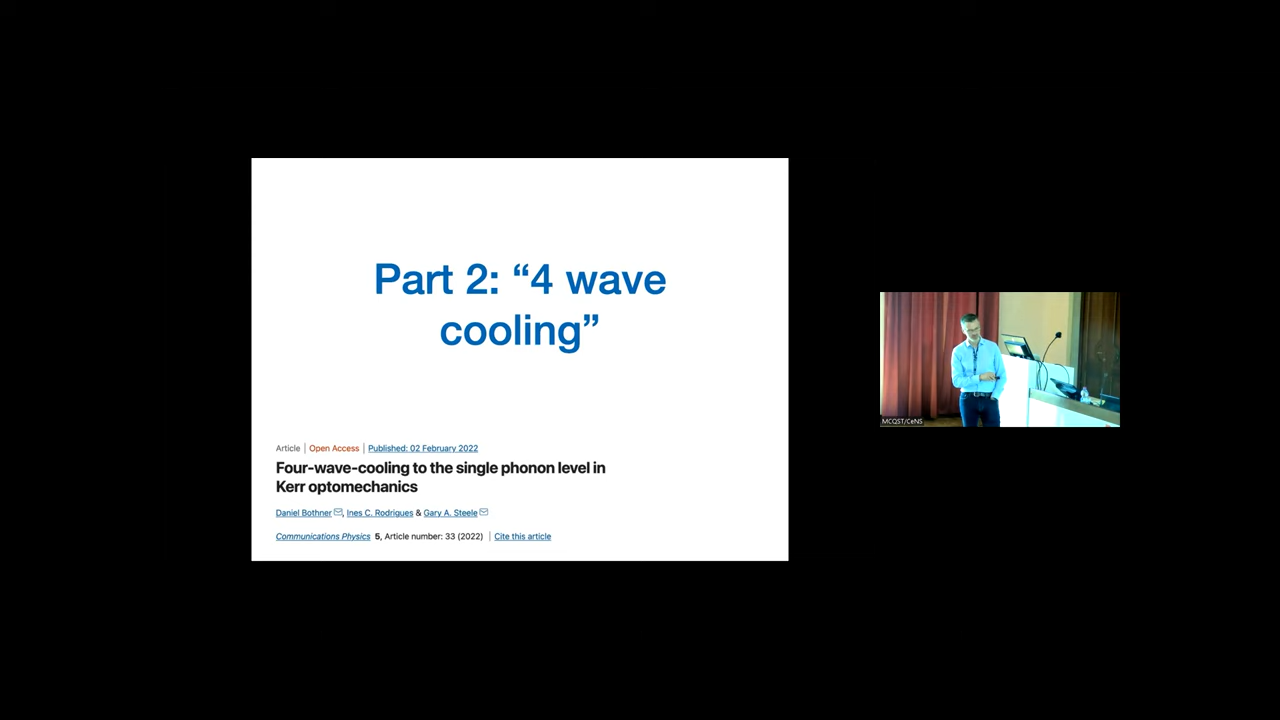 Part 2: “4 wave
cooling”
Article | Open Access | Published: 02 February 2022
Four-wave-cooling to the single phonon level in
Kerr optomechanics
Daniel Bothner, Ines C. Rodrigues & Gary A. Steele
Communications Physics 5, Article number: 33 (2022) | Cite this article
MCQST/CeNS